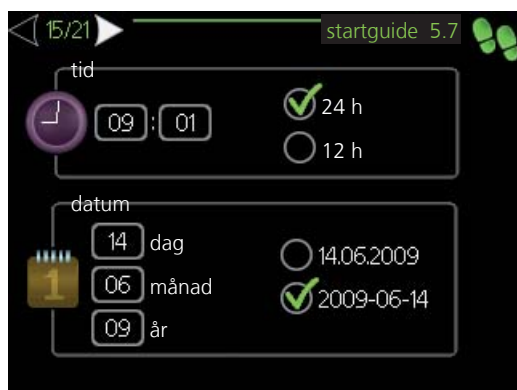 15/21 startguide 5.7
tid
09 : 01
24 h
12 h
datum
14 dag
06 månad
09 år
14.06.2009
2009-06-14
1